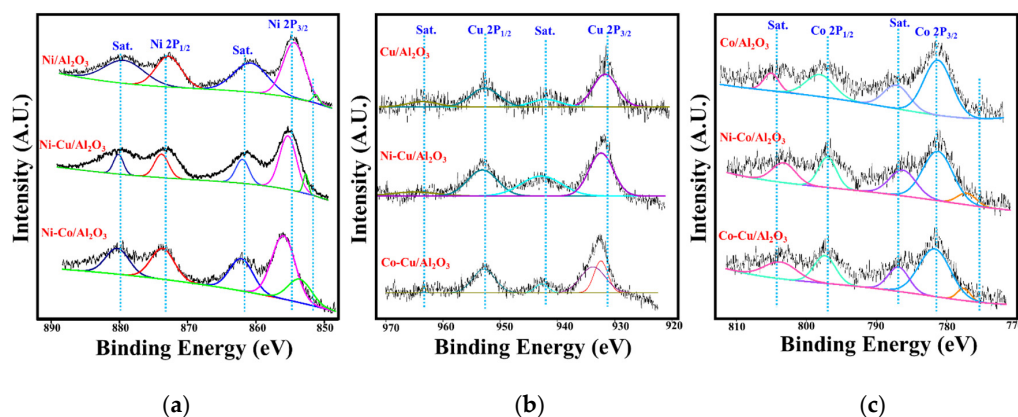 Intensity (A.U.)
Ni 2P3/2
Sat.
Ni 2P1/2
Sat.
Ni/Al2O3
Ni-Cu/Al2O3
Ni-Co/Al2O3
890
880
870
860
850
Binding Energy (eV)
(a)
Intensity (A.U.)
Sat.
Cu 2P1/2
Sat.
Cu 2P3/2
Cu/Al2O3
Ni-Cu/Al2O3
Co-Cu/Al2O3
970
960
950
940
930
920
Binding Energy (eV)
(b)
Intensity (A.U.)
Sat.
Co 2P1/2
Sat.
Co 2P3/2
Co/Al2O3
Ni-Co/Al2O3
Co-Cu/Al2O3
810
800
790
780
77
Binding Energy (eV)
(c)